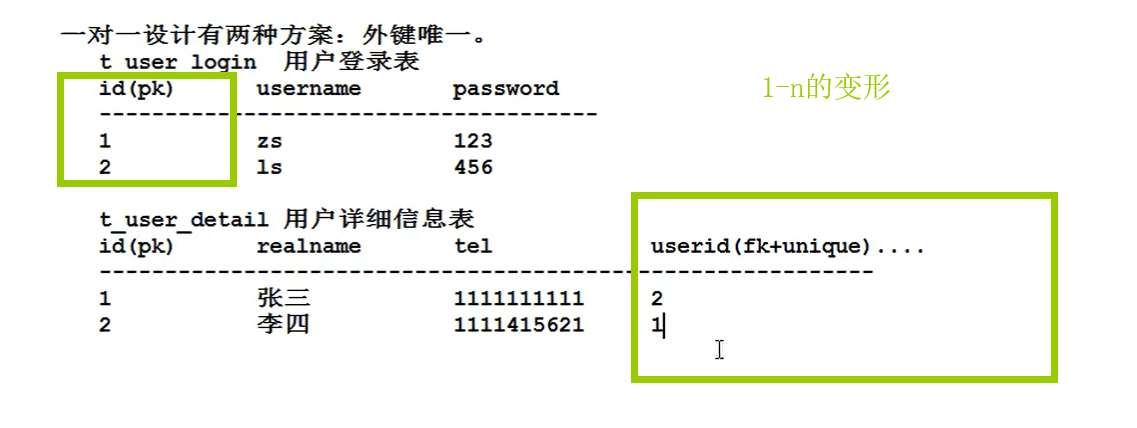 一对一设计有两种方案：外键唯一。
t_user_login 用户登录表
id(pk) username password
--------------------------------------
1 zs 123
2 ls 456
1-n的变形
t_user_detail 用户详细信息表
id(pk) realname tel userid(fk+unique)....
-----------------------------------------------------------
1 张三 1111111111 2
2 李四 1111415621 1